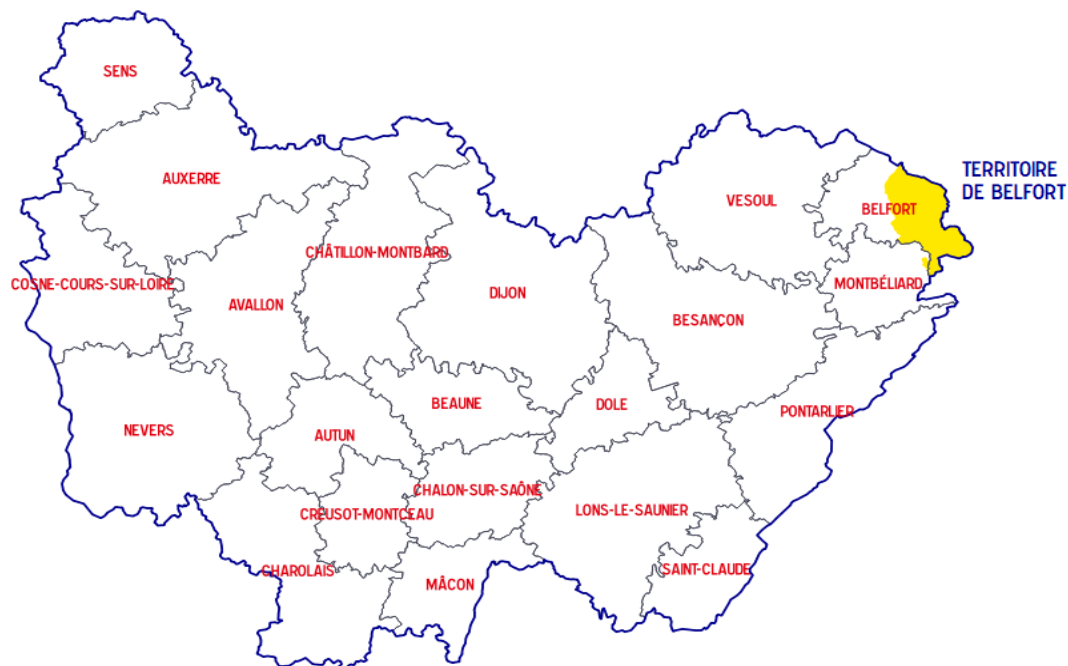 SENS
TERRITOIRE
DE BELFORT
AUXERRE
VESOUL
BELFORT
CHÂTILLON-MONTBARD
COSNE-COURS-SUR-LOIRE
MONTBÉLIARD
DIJON
AVALLON
BESANÇON
BEAUNE
DOLE
PONTARLIER
NEVERS
AUTUN
CHALON-SUR-SAÔNE
LONS-LE-SAUNIER
CREUSOT-MONTCEAU
CHAROLAIS
SAINT-CLAUDE
MÂCON